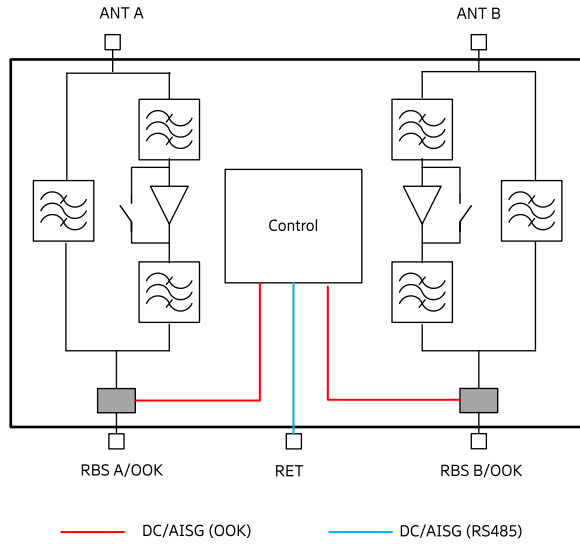 ANT A
ANT B
Control
RBS A/OOK
RET
RBS B/OOK
DC/AISG (OOK)
DC/AISG (RS485)